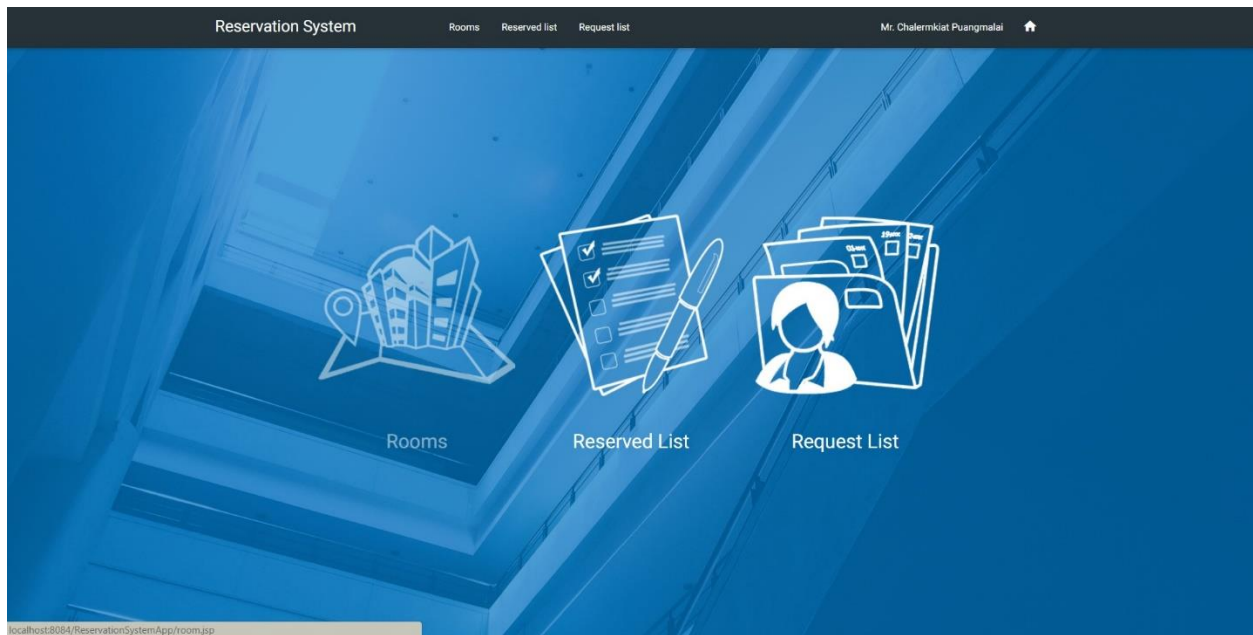 Reservation System
Rooms
Reserved list
Request list
Mr. Chalermkiat Puangmalai
Rooms
Reserved List
Request List
localhost:8084/ReservationSystemApp/room.jsp